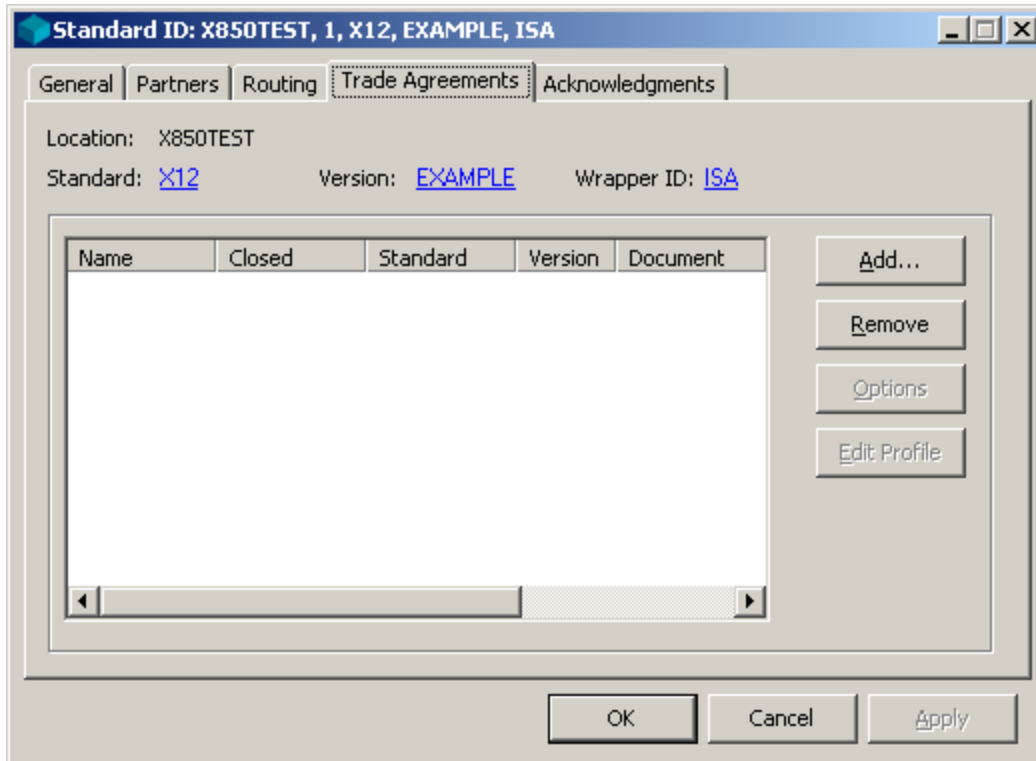 Standard ID: X850TEST, 1, X12, EXAMPLE, ISA
General Partners Routing Trade Agreements Acknowledgments
Location: X850TEST
Standard: X12 Version: EXAMPLE Wrapper ID: ISA
Name Closed Standard Version Document
Add...
Remove
Options
Edit Profile
OK Cancel Apply